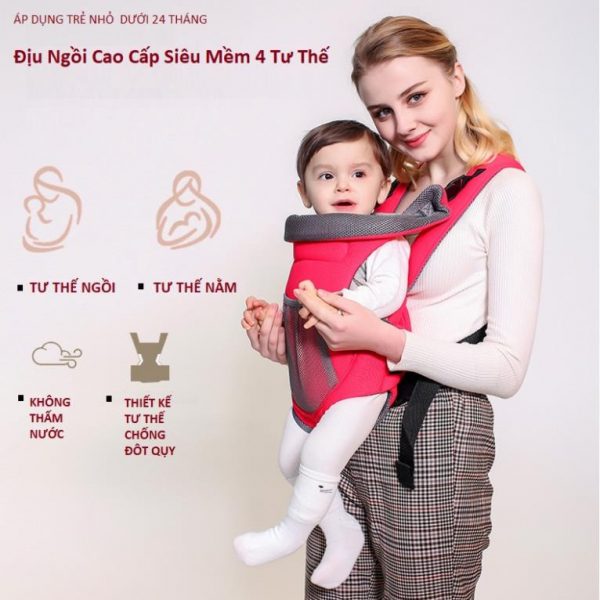 ÁP DỤNG TRẺ NHỎ DƯỚI 24 THÁNG
Địu Ngồi Cao Cấp Siêu Mềm 4 Tư Thế
TƯ THẾ NGỒI
TƯ THẾ NẰM
KHÔNG
THẤM
NƯỚC
THIẾT KẾ
TƯ THẾ
CHỐNG
ĐÔT QUỴ